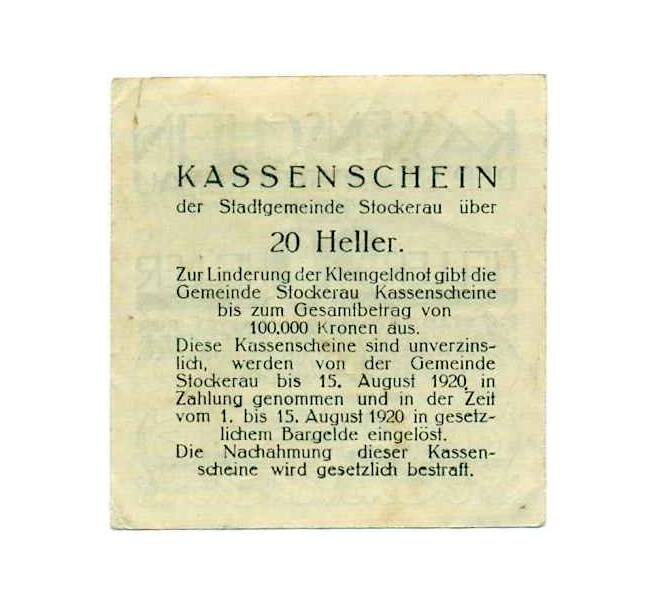 KASSENSCHEIN
der Stadtgemeinde Stockerau über
20 Heller.
Zur Linderung der Kleingeldnot gibt die
Gemeinde Stockerau Kassenscheine
bis zum Gesamtbetrag von
100.000 Kronen aus.
Diese Kassenscheine sind unverzins-
lich, werden von der Gemeinde
Stockerau bis 15. August 1920, in
Zahlung genommen und in der Zeit
vom 1. bis 15. August 1920 in gesetz-
lichem Bargelde eingelöst.
Die Nachahmung dieser Kassen-
scheine wird gesetzlich bestraft.